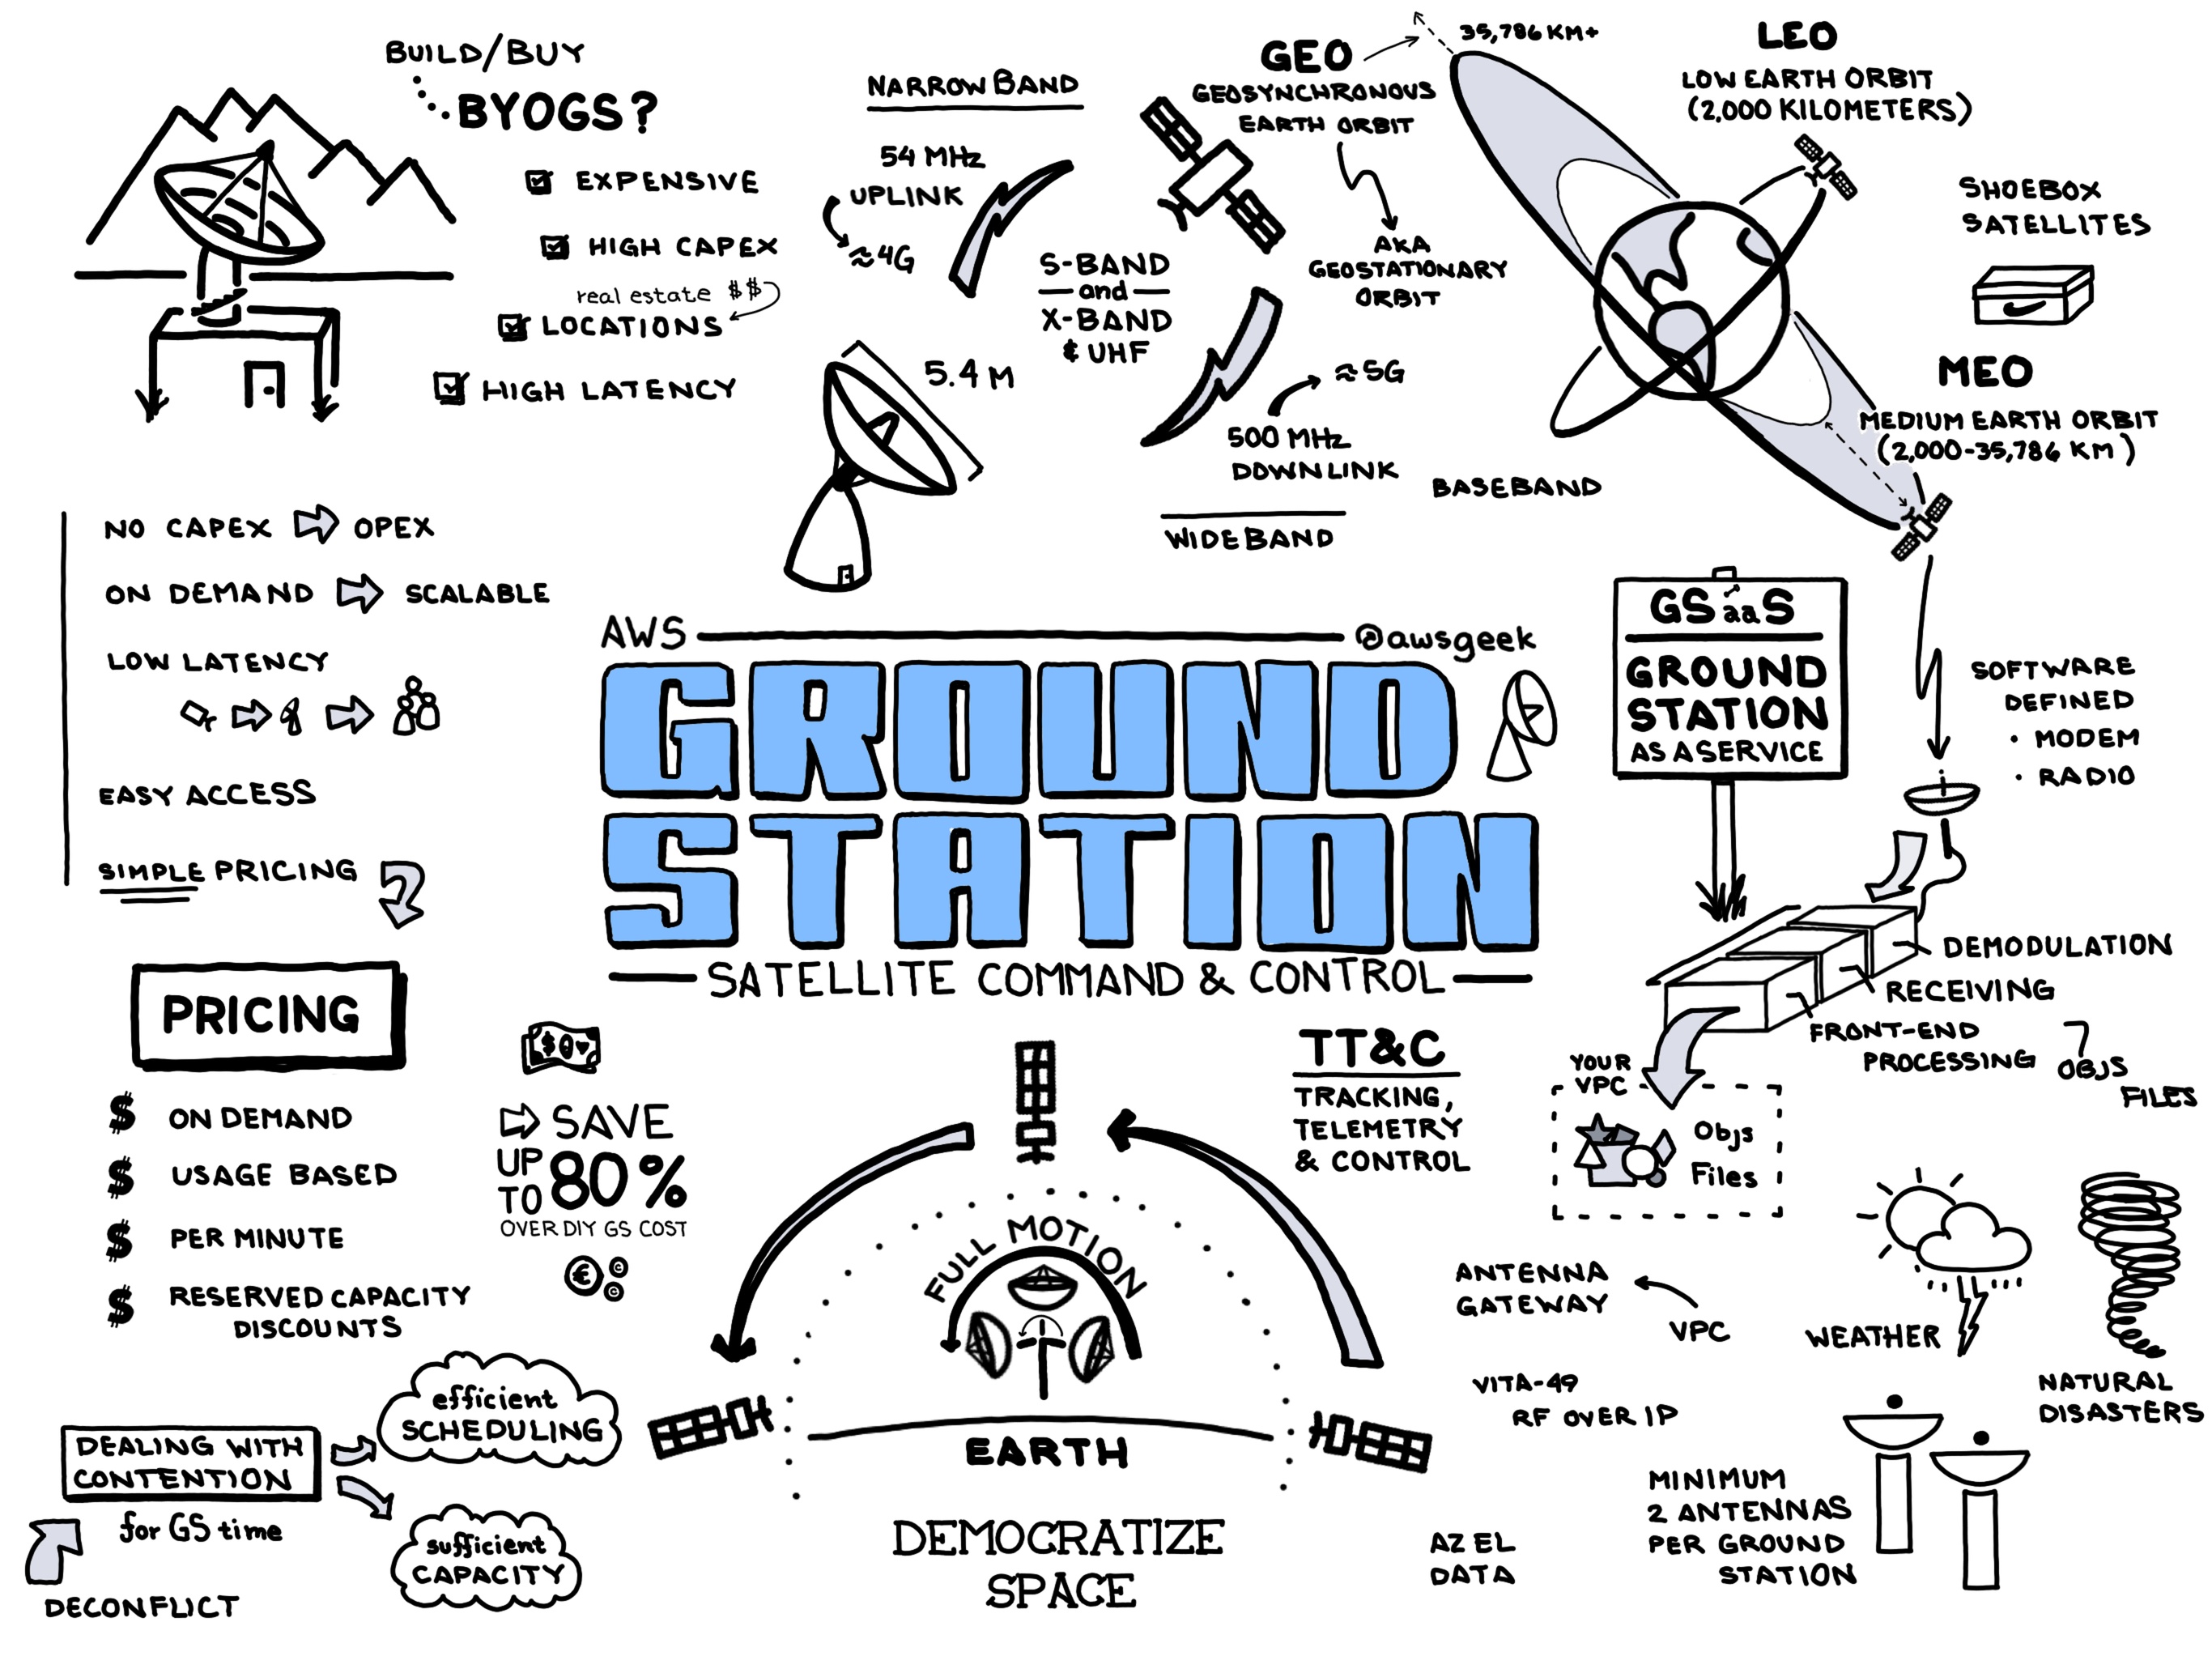 BUILD/BUY
BYOGS?
EXPENSIVE
HIGH CAPEX
real estate $$
LOCATIONS
HIGH LATENCY
NARROW BAND
54 MHz
UPLINK
≈4G
5.4 M
S-BAND
and
X-BAND
& UHF
≈5G
500 MHz
DOWNLINK
WIDEBAND
BASEBAND
GEO
GEOSYNCHRONOUS
EARTH ORBIT
AKA
GEOSTATIONARY
ORBIT
35,786 KM+
LEO
LOW EARTH ORBIT
(2,000 KILOMETERS)
SHOEBOX
SATELLITES
MEO
MEDIUM EARTH ORBIT
(2,000-35,786 KM)
NO CAPEX OPEX
ON DEMAND SCALABLE
LOW LATENCY
EASY ACCESS
SIMPLE PRICING
AWS @awsgeek
GROUND
STATION
SATELLITE COMMAND & CONTROL
GSaaS
GROUND
STATION
AS A SERVICE
SOFTWARE
DEFINED
• MODEM
• RADIO
DEMODULATION
RECEIVING
FRONT-END
PROCESSING
OBJS
FILES
YOUR
VPC
Objs
Files
PRICING
$ ON DEMAND
$ USAGE BASED
$ PER MINUTE
$ RESERVED CAPACITY
DISCOUNTS
$
SAVE
UP
TO
80%
OVER DIY GS COST
€ c
c
TT&C
TRACKING,
TELEMETRY
& CONTROL
FULL MOTION
EARTH
DEMOCRATIZE
SPACE
ANTENNA
GATEWAY
VPC
VITA-49
RF OVER IP
AZ EL
DATA
WEATHER
NATURAL
DISASTERS
MINIMUM
2 ANTENNAS
PER GROUND
STATION
DEALING WITH
CONTENTION
for GS time
DECONFLICT
efficient
SCHEDULING
sufficient
CAPACITY